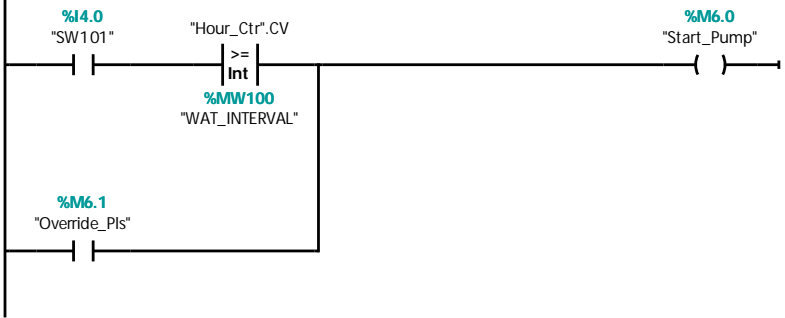 %I4.0
"SW101"
"Hour_Ctr".CV
>=
Int
%MW100
"WAT_INTERVAL"
%M6.0
"Start_Pump"
%M6.1
"Override_Pls"